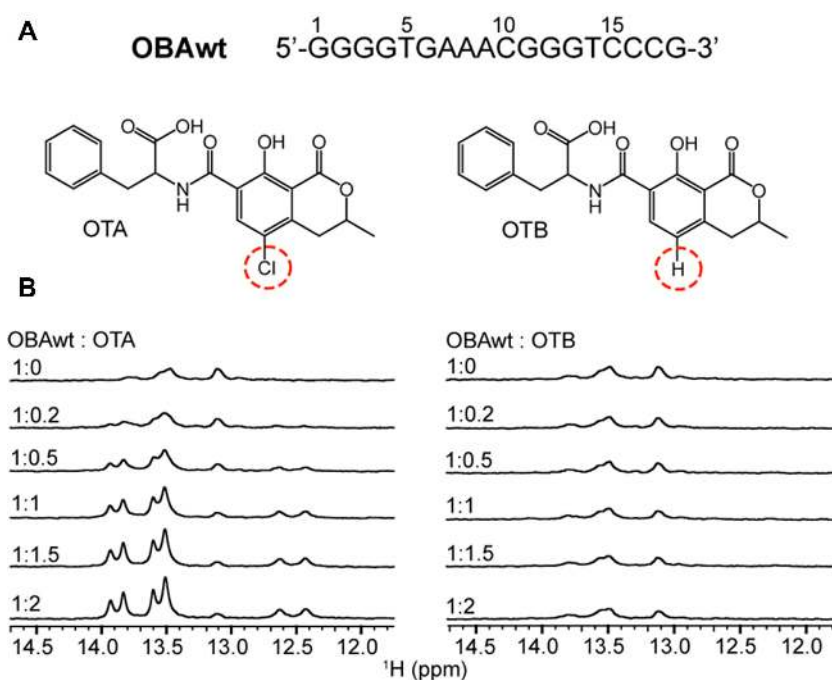 A
1 5 10 15
OBAwt 5'-GGGGTGAAACGGGTCCCG-3'
O OH O OH O
O
N
H
OTA
Cl
O OH O OH O
O
N
H
OTB
H
B
OBAwt : OTA
1:0
1:0.2
1:0.5
1:1
1:1.5
1:2
14.5 14.0 13.5 13.0 12.5 12.0
OBAwt : OTB
1:0
1:0.2
1:0.5
1:1
1:1.5
1:2
14.5 14.0 13.5 13.0 12.5 12.0
¹H (ppm)